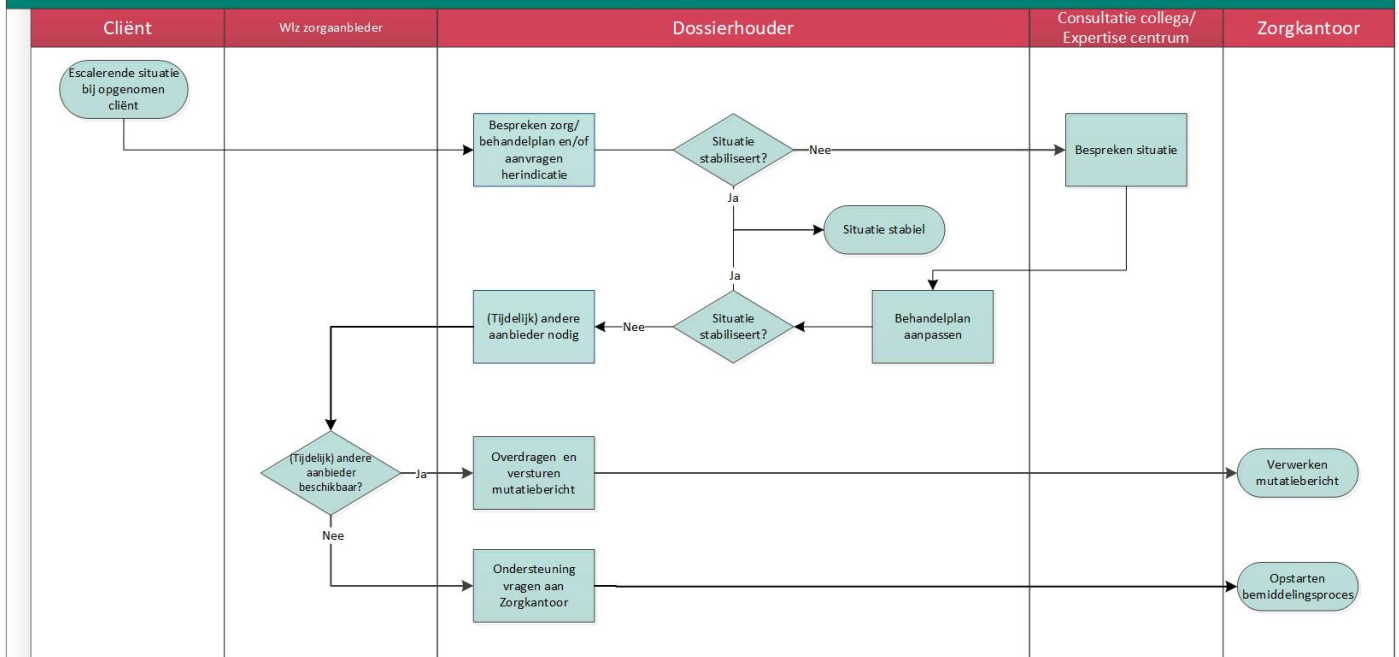 Cliënt
Wlz zorgaanbieder
Dossierhouder
Consultatie collega/
Expertise centrum
Zorgkantoor
Escalerende situatie
bij opgenomen
cliënt
Bespreken zorg/
behandelplan en/of
aanvragen
herindicatie
Situatie
stabiliseert?
Nee
Bespreken situatie
Ja
Situatie stabiel
Ja
(Tijdelijk) andere
aanbieder nodig
Nee
Situatie
stabiliseert?
Behandelplan
aanpassen
(Tijdelijk) andere
aanbieder
beschikbaar?
Ja
Overdragen en
versturen
mutatiebericht
Verwerken
mutatiebericht
Nee
Ondersteuning
vragen aan
Zorgkantoor
Opstarten
bemiddelingsproces